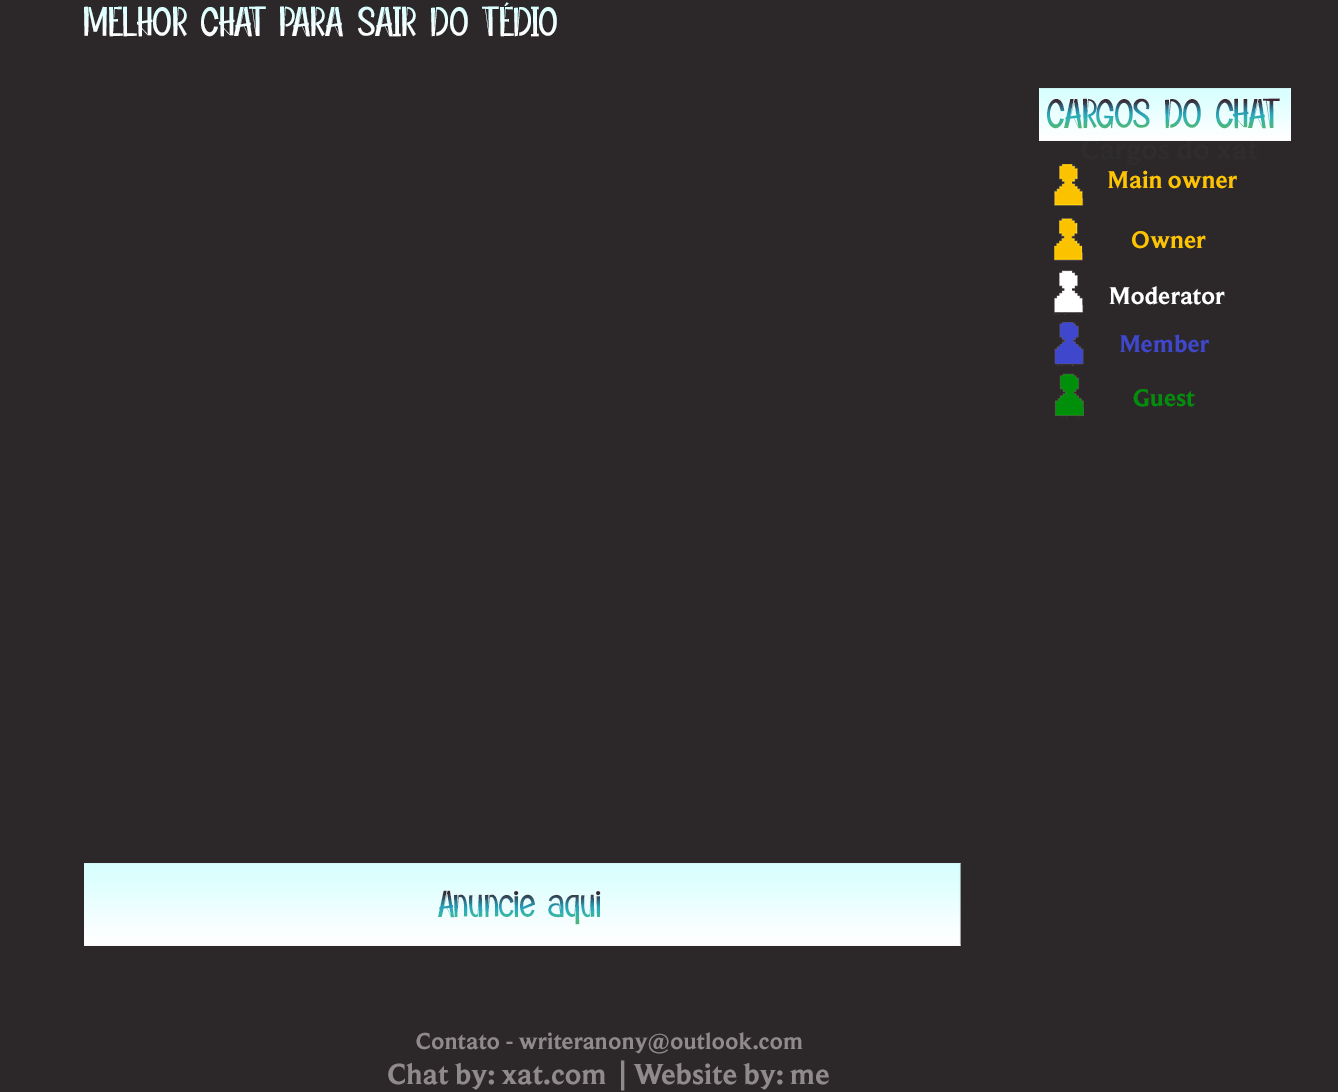 MELHOR CHAT PARA SAIR DO TÉDIO
CARGOS DO CHAT
Cargos do xat
Main owner
Owner
Moderator
Member
Guest
Anuncie aqui
Contato - writeranony@outlook.com
Chat by: xat.com | Website by: me